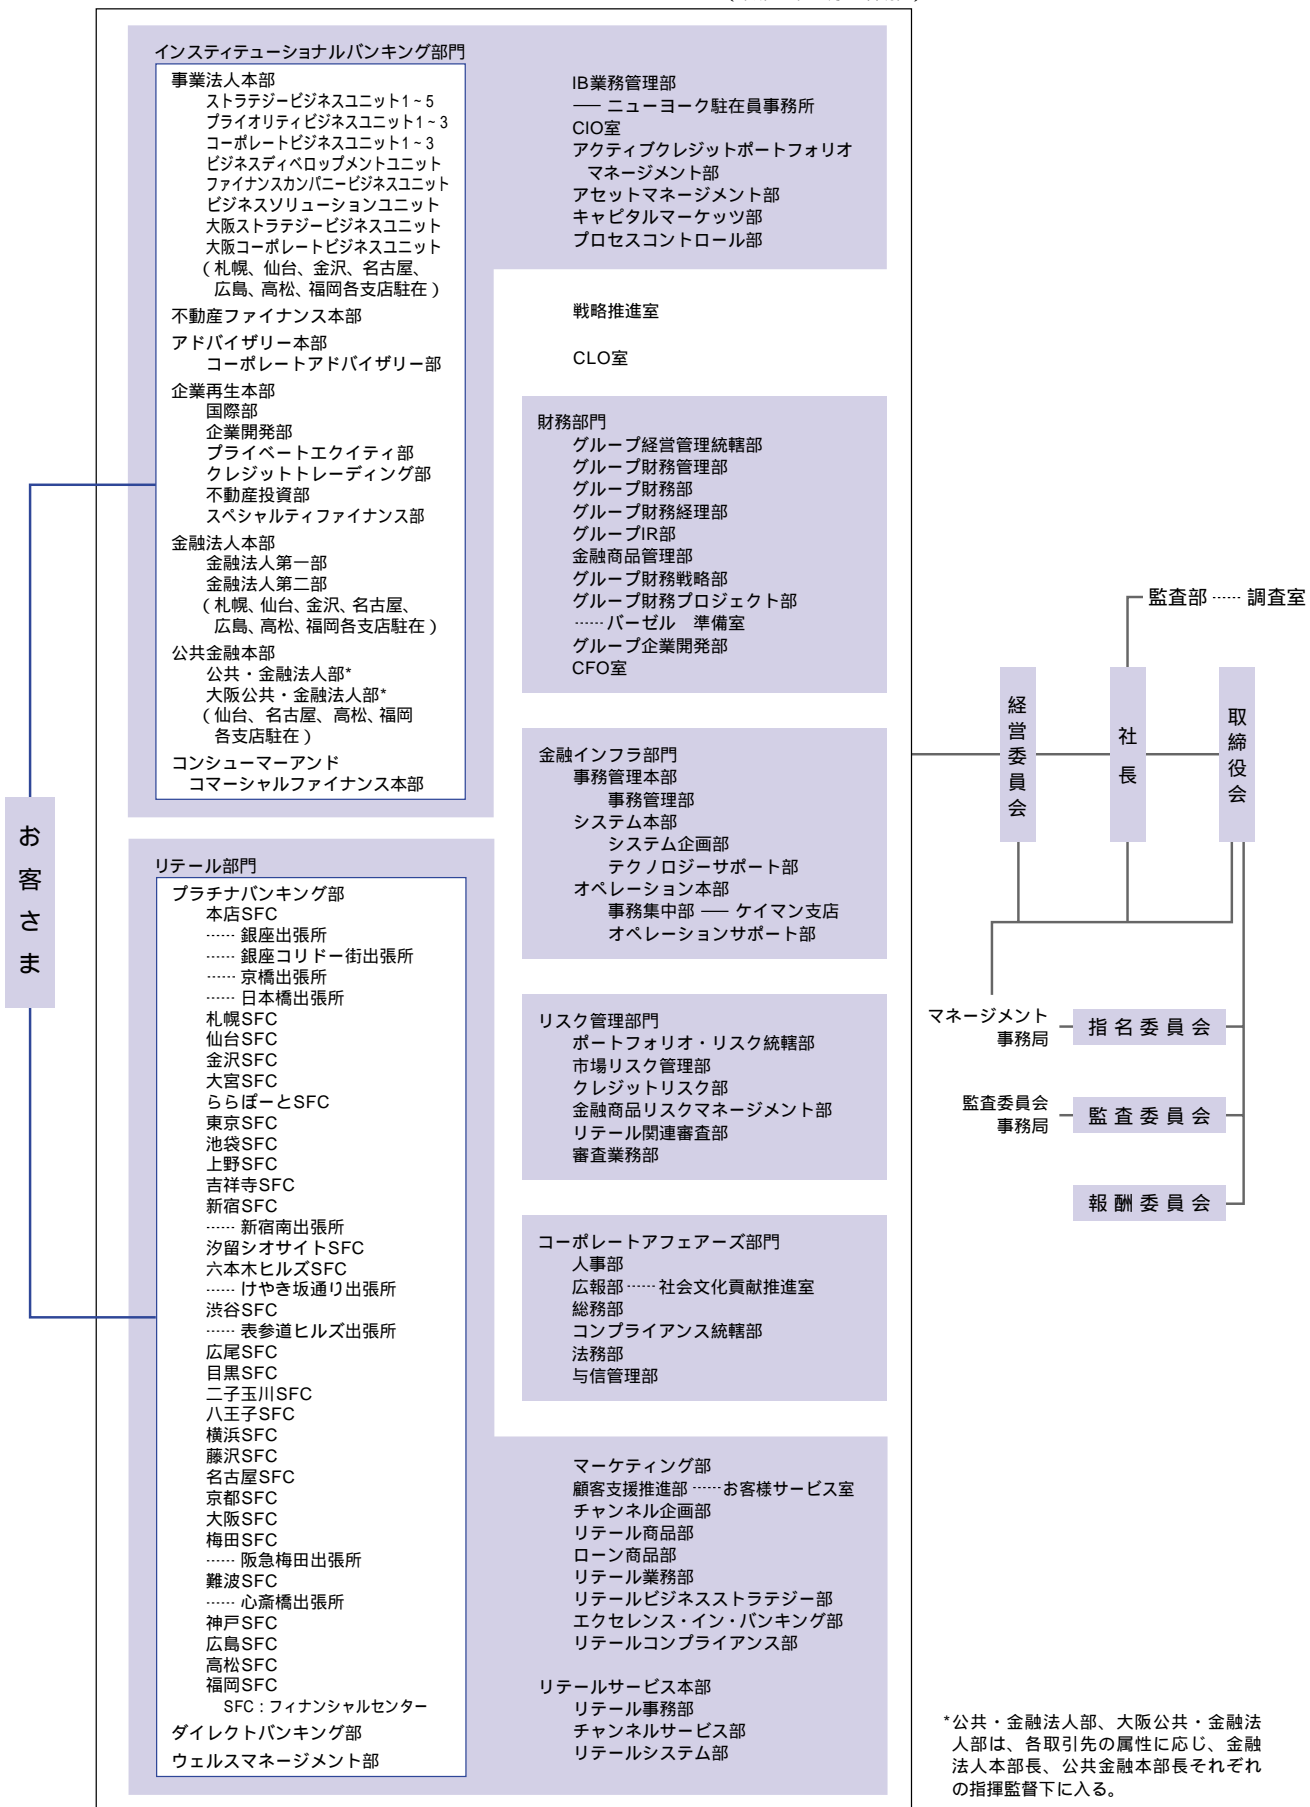 インスティテューショナルバンキング部門
事業法人本部
ストラテジービジネスユニット1~5
プライオリティビジネスユニット1~3
コーポレートビジネスユニット1~3
ビジネスディベロップメントユニット
ファイナンスカンパニービジネスユニット
ビジネスソリューションユニット
大阪ストラテジービジネスユニット
大阪コーポレートビジネスユニット
(札幌、仙台、金沢、名古屋、
広島、高松、福岡各支店駐在)
不動産ファイナンス本部
アドバイザリー本部
コーポレートアドバイザリー部
企業再生本部
国際部
企業開発部
プライベートエクイティ部
クレジットトレーディング部
不動産投資部
スペシャルティファイナンス部
金融法人本部
金融法人第一部
金融法人第二部
(札幌、仙台、金沢、名古屋、
広島、高松、福岡各支店駐在)
公共金融本部
公共・金融法人部*
大阪公共・金融法人部*
(仙台、名古屋、高松、福岡
各支店駐在)
コンシューマーアンド
コマーシャルファイナンス本部
IB業務管理部
── ニューヨーク駐在員事務所
CIO室
アクティブクレジットポートフォリオ
マネージメント部
アセットマネージメント部
キャピタルマーケッツ部
プロセスコントロール部
戦略推進室
CLO室
財務部門
グループ経営管理統轄部
グループ財務管理部
グループ財務部
グループ財務経理部
グループIR部
金融商品管理部
グループ財務戦略部
グループ財務プロジェクト部
……バーゼル 準備室
グループ企業開発部
CFO室
金融インフラ部門
事務管理本部
事務管理部
システム本部
システム企画部
テクノロジーサポート部
オペレーション本部
事務集中部 ── ケイマン支店
オペレーションサポート部
リスク管理部門
ポートフォリオ・リスク統轄部
市場リスク管理部
クレジットリスク部
金融商品リスクマネージメント部
リテール関連審査部
審査業務部
コーポレートアフェアーズ部門
人事部
広報部……社会文化貢献推進室
総務部
コンプライアンス統轄部
法務部
与信管理部
リテール部門
プラチナバンキング部
本店SFC
……銀座出張所
……銀座コリドー街出張所
……京橋出張所
……日本橋出張所
札幌SFC
仙台SFC
金沢SFC
大宮SFC
ららぽーとSFC
東京SFC
池袋SFC
上野SFC
吉祥寺SFC
新宿SFC
……新宿南出張所
汐留シオサイトSFC
六本木ヒルズSFC
……けやき坂通り出張所
渋谷SFC
……表参道ヒルズ出張所
広尾SFC
目黒SFC
二子玉川SFC
八王子SFC
横浜SFC
藤沢SFC
名古屋SFC
京都SFC
大阪SFC
梅田SFC
……阪急梅田出張所
難波SFC
……心斎橋出張所
神戸SFC
広島SFC
高松SFC
福岡SFC
SFC:フィナンシャルセンター
ダイレクトバンキング部
ウェルスマネージメント部
マーケティング部
顧客支援推進部……お客様サービス室
チャンネル企画部
リテール商品部
ローン商品部
リテール業務部
リテールビジネスストラテジー部
エクセレンス・イン・バンキング部
リテールコンプライアンス部
リテールサービス本部
リテール事務部
チャンネルサービス部
リテールシステム部
お客さま
監査部……調査室
経営委員会
社長
取締役会
マネージメント
事務局
指名委員会
監査委員会
事務局
監査委員会
報酬委員会
*公共・金融法人部、大阪公共・金融法
人部は、各取引先の属性に応じ、金融
法人本部長、公共金融本部長それぞれ
の指揮監督下に入る。